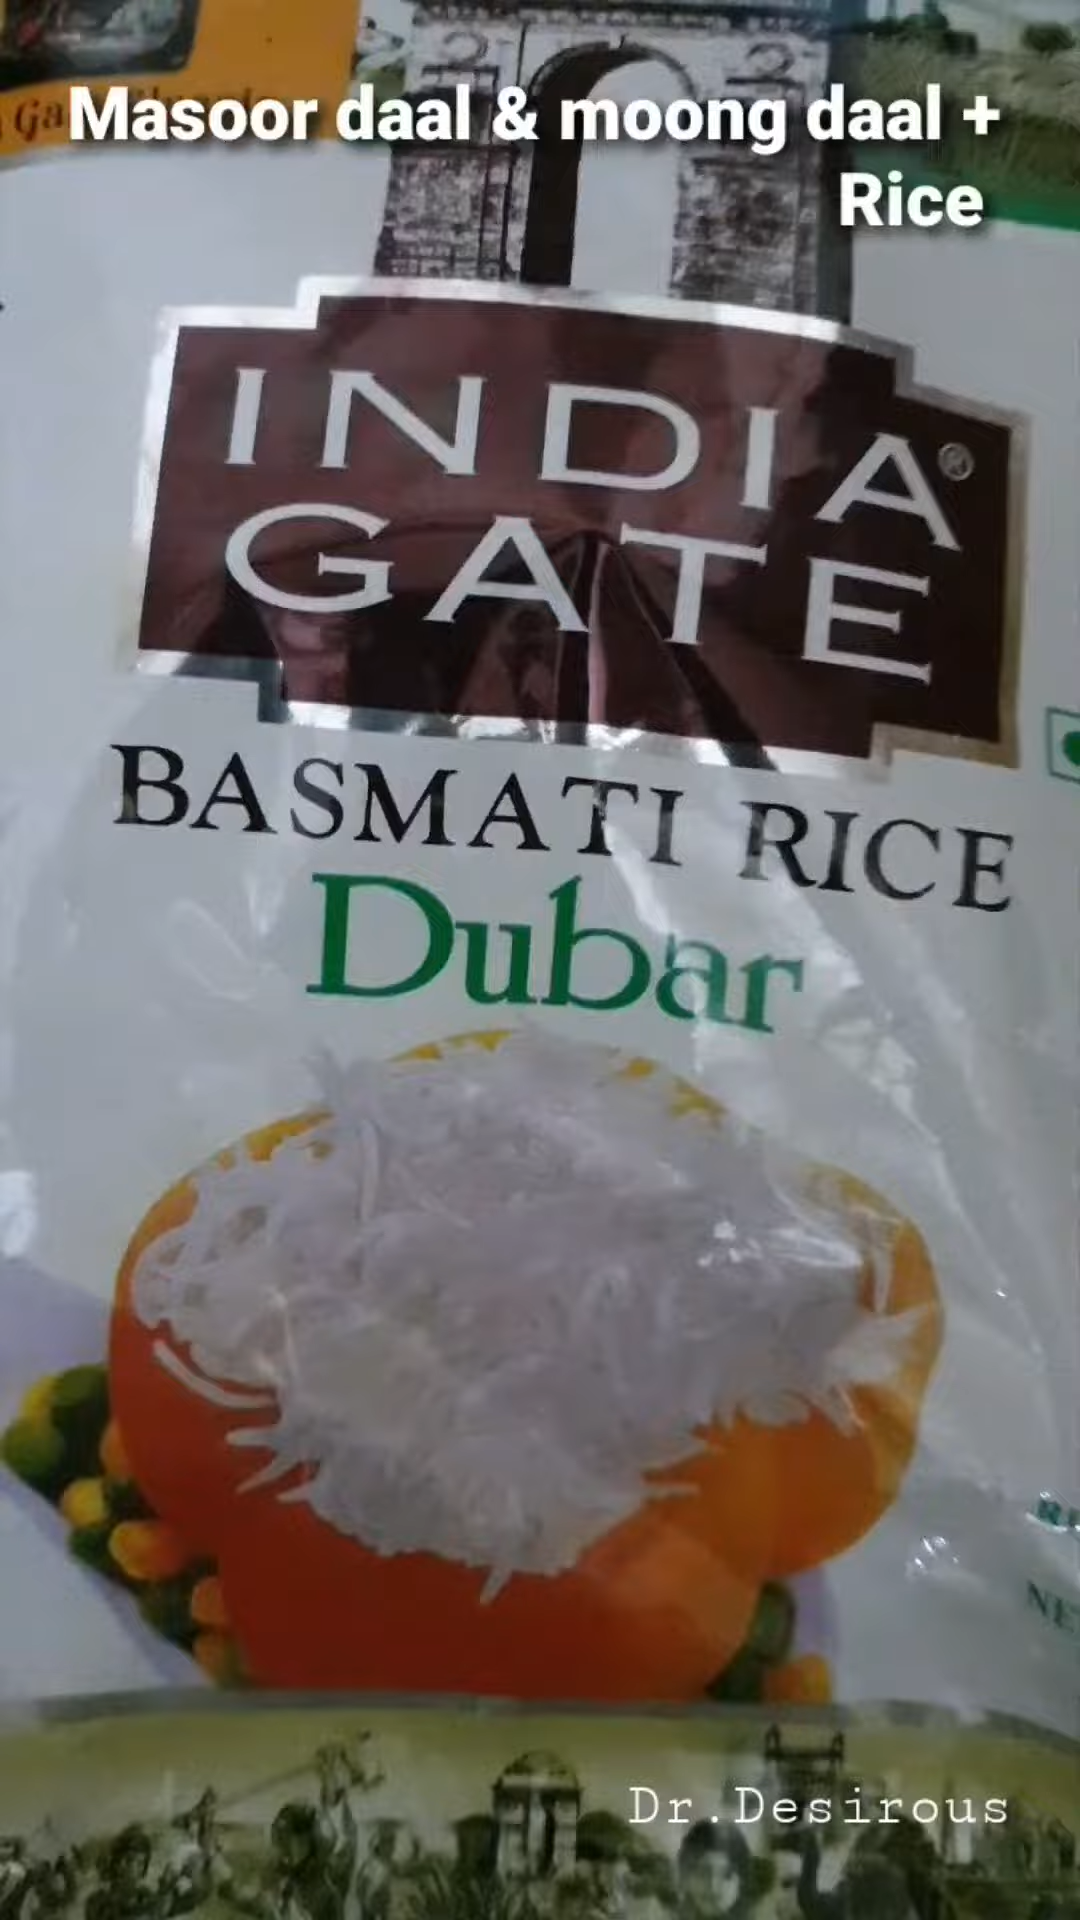 Masoor daal & moong daal +
Rice
INDIA®
GATE
BASMATI RICE
Dubar
Dr.Desirous